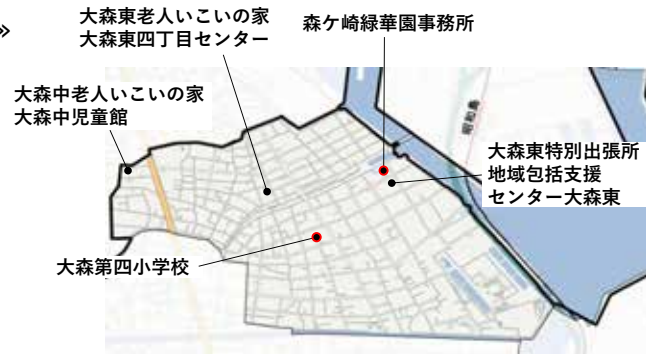 »
大森東老人いこいの家
大森東四丁目センター
森ケ崎緑華園事務所
大森中老人いこいの家
大森中児童館
昭和島
大森東特別出張所
地域包括支援
センター大森東
大森第四小学校